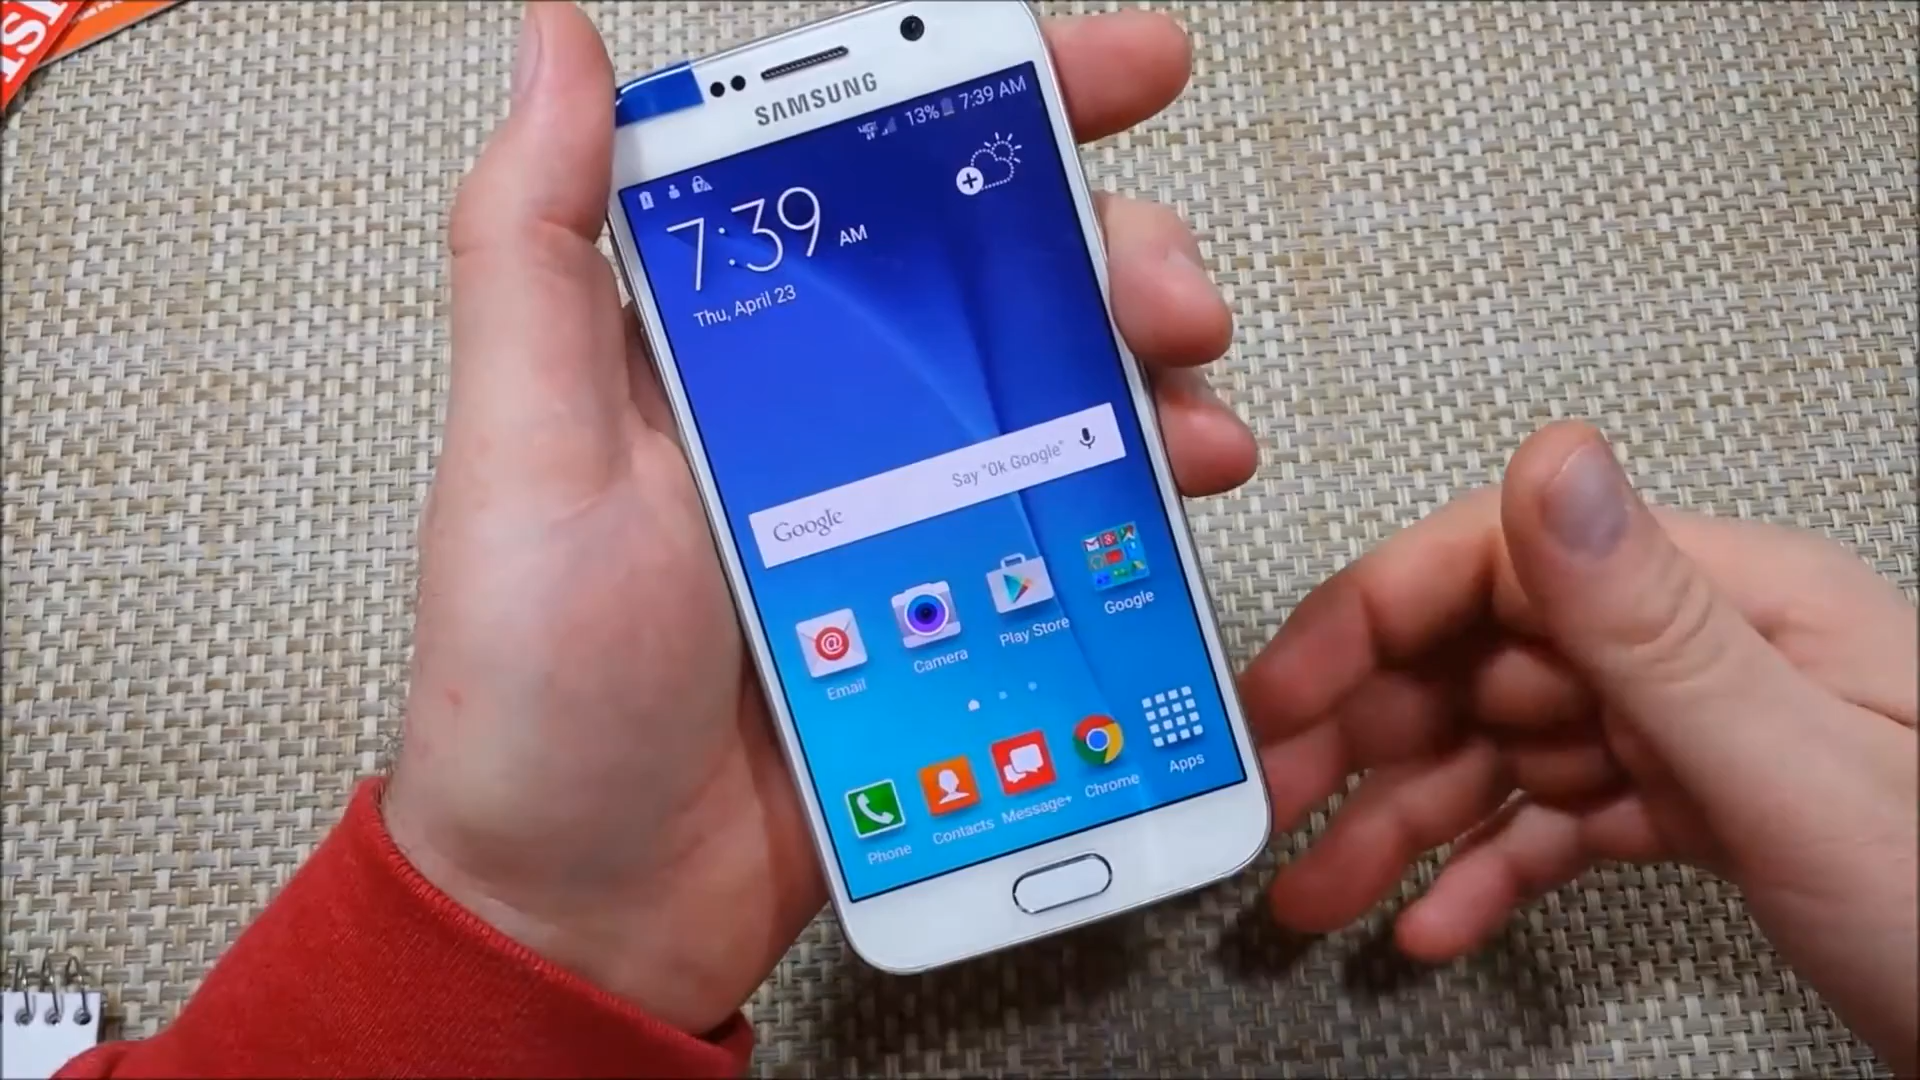 SAMSUNG
13% 7:39 AM
7:39 AM
Thu, April 23
Google Say "Ok Google"
Email
Camera
Play Store
Google
Phone
Contacts
Message+
Chrome
Apps